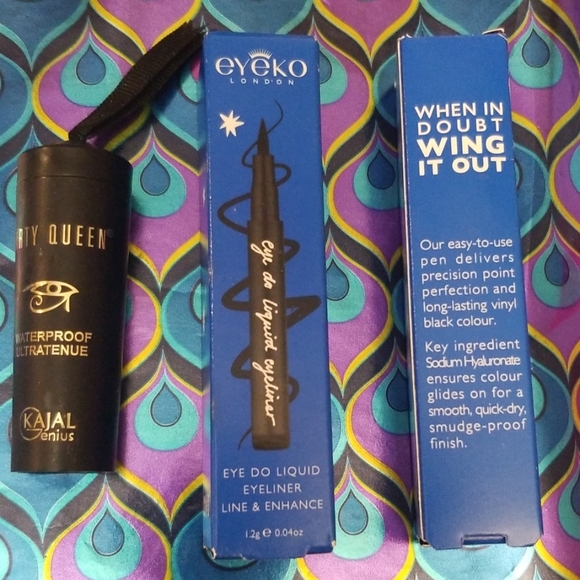 RTY QUEEN
WATERPROOF
ULTRATENUE
KAJAL
Genius
eyeko
LONDON
eye do liquid eyeliner
EYE DO LIQUID
EYELINER
LINE & ENHANCE
1.2g e 0.04oz
WHEN IN
DOUBT
WING
IT OUT
Our easy-to-use
pen delivers
precision point
perfection and
long-lasting vinyl
black colour.
Key ingredient
Sodium Hyaluronate
ensures colour
glides on for a
smooth, quick-dry,
smudge-proof
finish.